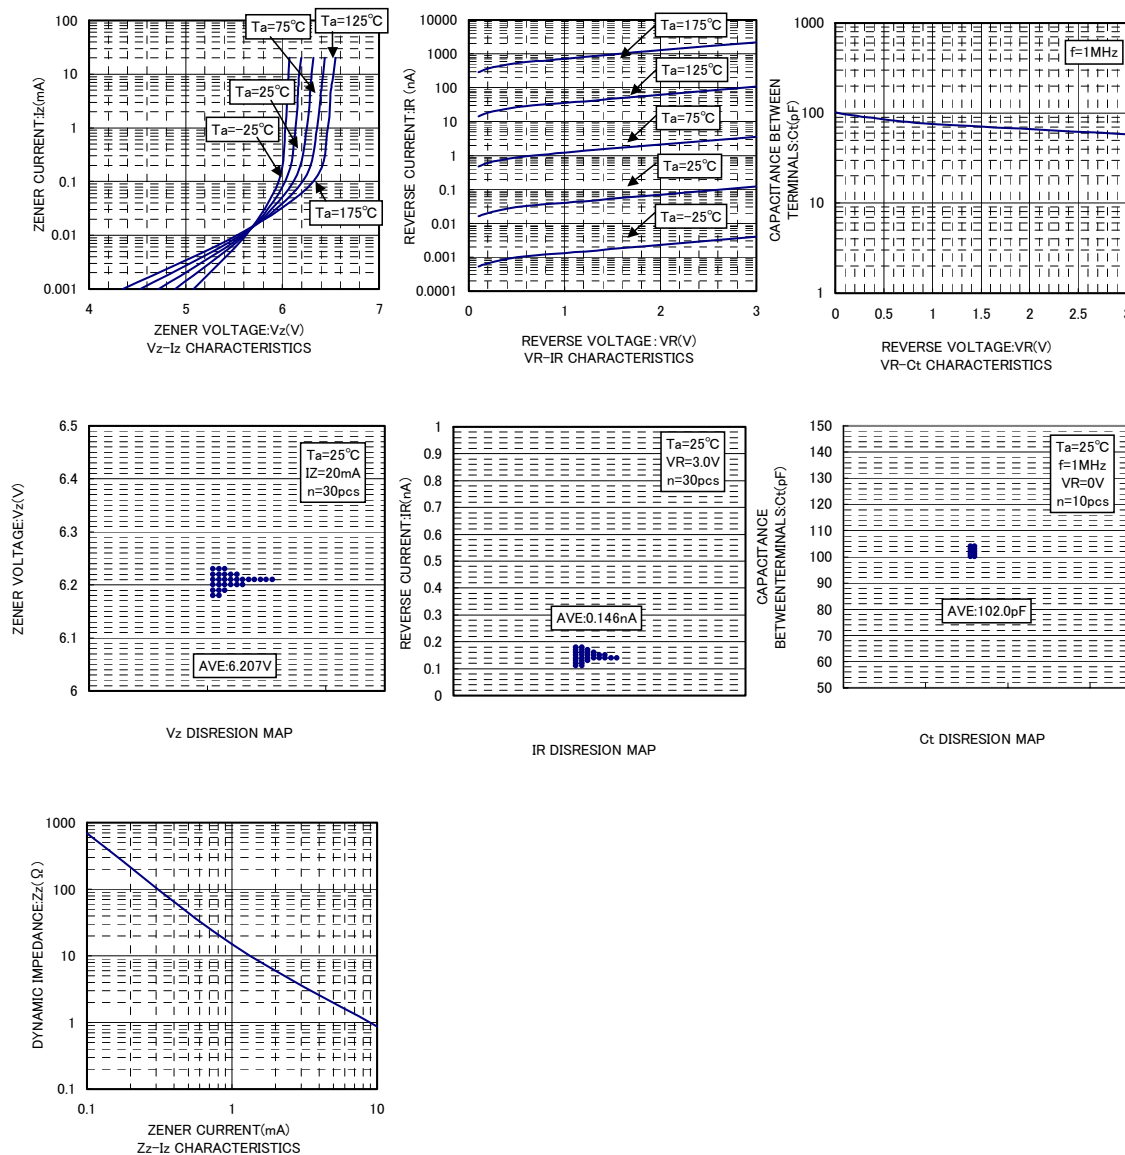 ZENER CURRENT:Iz(mA)
100
10
1
0.1
0.01
0.001
4 5 6 7
Ta=75℃
Ta=125℃
Ta=25℃
Ta=-25℃
Ta=175℃
ZENER VOLTAGE:Vz(V)
Vz-Iz CHARACTERISTICS
REVERSE CURRENT:IR (nA)
10000
1000
100
10
1
0.1
0.01
0.001
0.0001
0 1 2 3
Ta=175℃
Ta=125℃
Ta=75℃
Ta=25℃
Ta=-25℃
REVERSE VOLTAGE:VR(V)
VR-IR CHARACTERISTICS
CAPACITANCE BETWEEN
TERMINALS:Ct(pF)
1000
100
10
1
0 0.5 1 1.5 2 2.5 3
f=1MHz
REVERSE VOLTAGE:VR(V)
VR-Ct CHARACTERISTICS
ZENER VOLTAGE:Vz(V)
6.5
6.4
6.3
6.2
6.1
6
Ta=25℃
IZ=20mA
n=30pcs
AVE:6.207V
Vz DISRESION MAP
REVERSE CURRENT:IR(nA)
1
0.9
0.8
0.7
0.6
0.5
0.4
0.3
0.2
0.1
0
Ta=25℃
VR=3.0V
n=30pcs
AVE:0.146nA
IR DISRESION MAP
CAPACITANCE
BETWEENTERMINALS:Ct(pF)
150
140
130
120
110
100
90
80
70
60
50
Ta=25℃
f=1MHz
VR=0V
n=10pcs
AVE:102.0pF
Ct DISRESION MAP
DYNAMIC IMPEDANCE:Zz(Ω)
1000
100
10
1
0.1
0.1 1 10
ZENER CURRENT(mA)
Zz-Iz CHARACTERISTICS